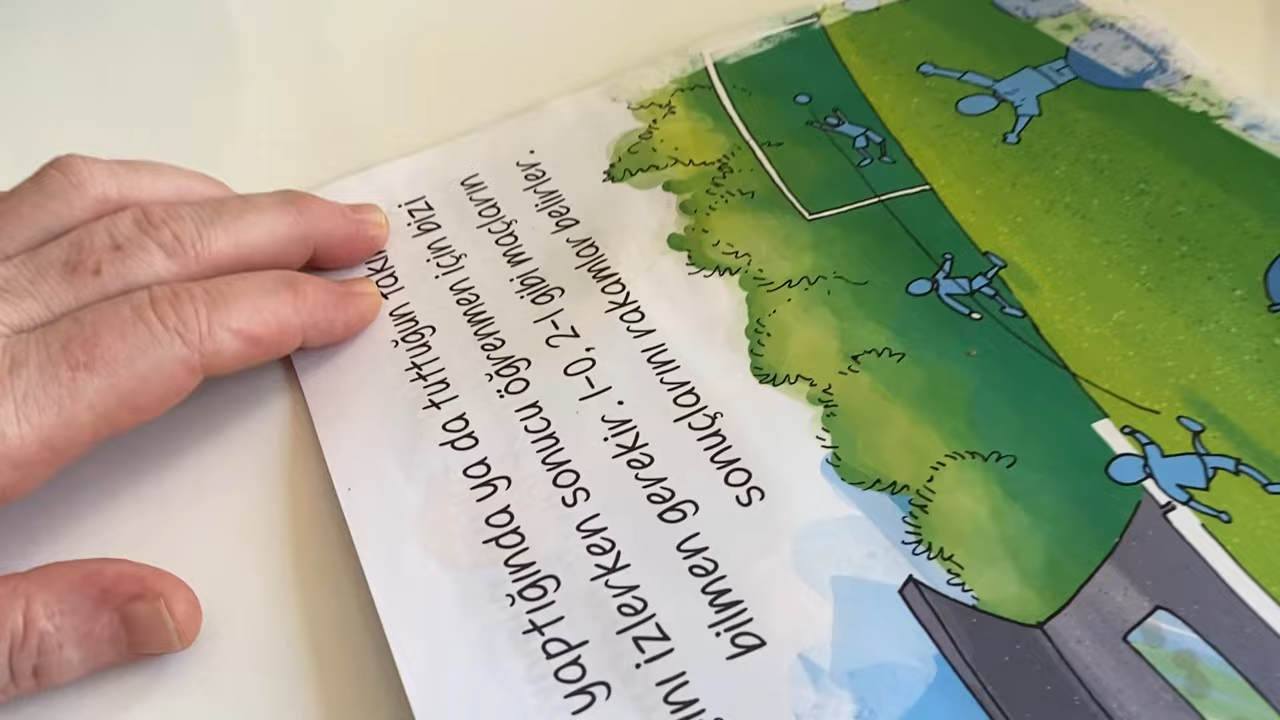 yaptığında ya da tuttuğun
izlerken sonucu öğrenmen için bizi
bilmen gerekir. 1-0, 2-1 gibi maçların
sonuçlarını rakamlar belirler.